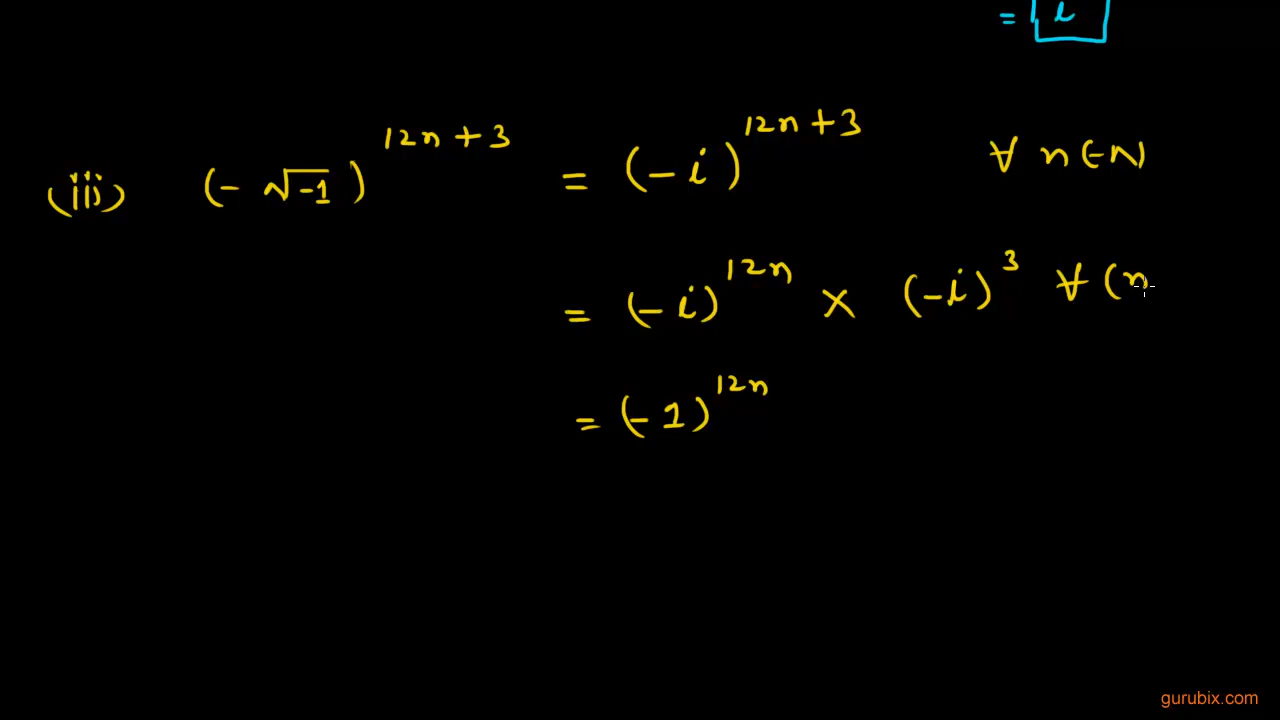 = i
(iii) (-√-1)^{12n+3} = (-i)^{12n+3} ∀ n∈N
= (-i)^{12n} × (-i)^3 ∀ (n
= (-1)^{12n}
gurubix.com